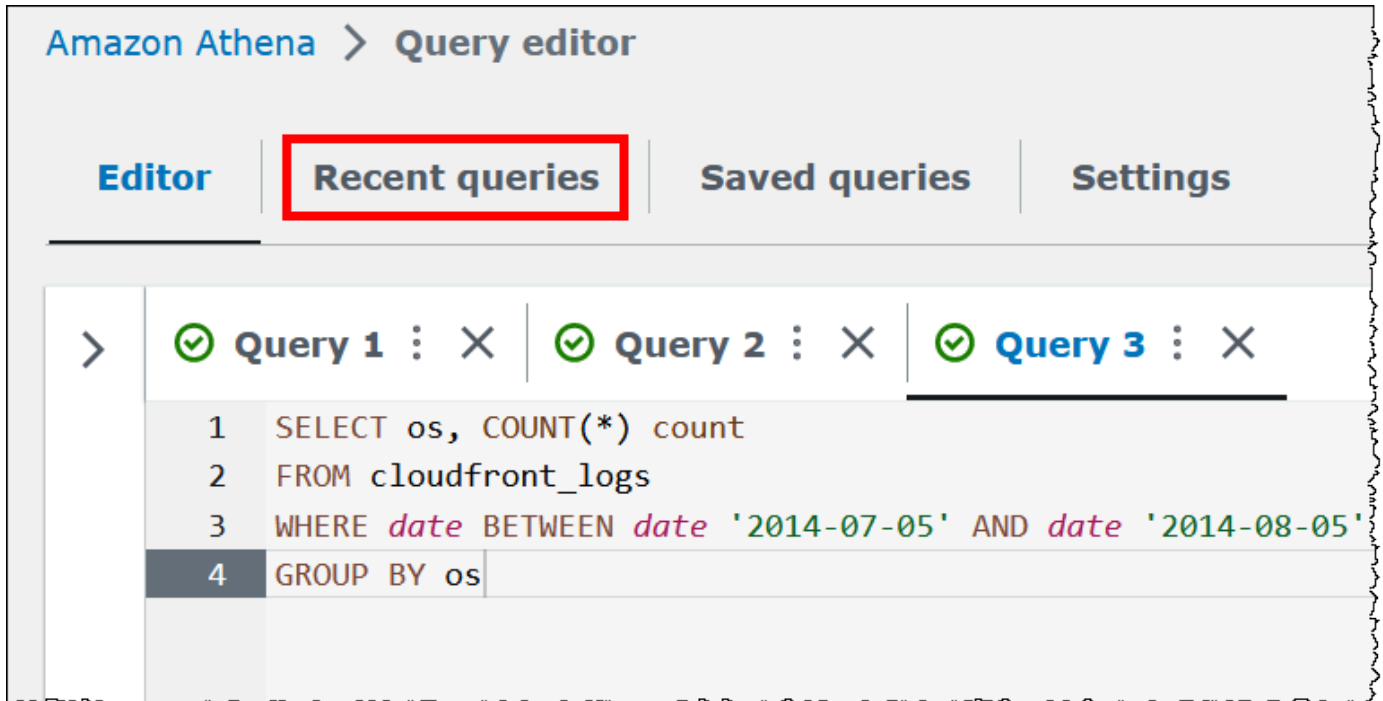 Amazon Athena > Query editor
Editor Recent queries Saved queries Settings
Query 1 Query 2 Query 3
1 SELECT os, COUNT(*) count
2 FROM cloudfront_logs
3 WHERE date BETWEEN date '2014-07-05' AND date '2014-08-05'
4 GROUP BY os